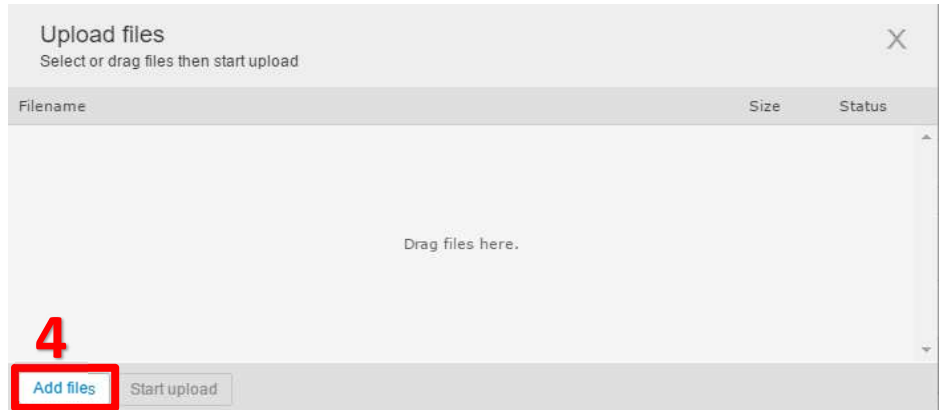 Upload files
X
Select or drag files then start upload
Filename Size Status
Drag files here.
4
Add files Start upload